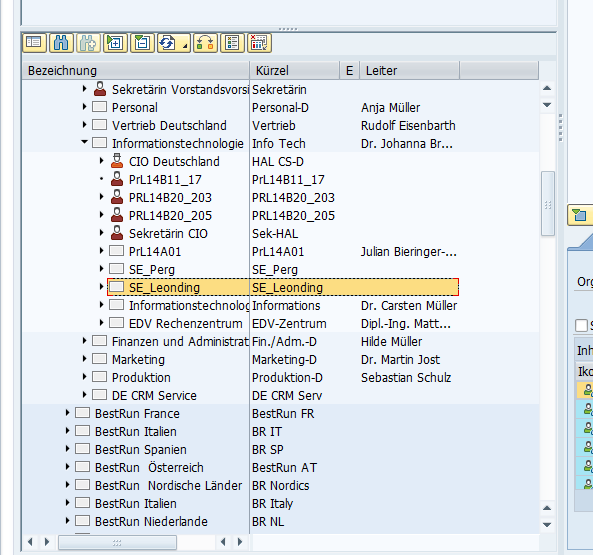 Bezeichnung Kürzel E Leiter
Sekretärin Vorstandsvorsi Sekretärin
Personal Personal-D Anja Müller
Vertrieb Deutschland Vertrieb Rudolf Eisenbarth
Informationstechnologie Info Tech Dr. Johanna Br...
CIO Deutschland HAL CS-D
PrL14B11_17 PrL14B11_17
PRL14B20_203 PRL14B20_203
PRL14B20_205 PRL14B20_205
Sekretärin CIO Sek-HAL
PrL14A01 PrL14A01 Julian Bieringer-...
SE_Perg SE_Perg
SE_Leonding SE_Leonding
Informationstechnolog Informations Dr. Carsten Müller
EDV Rechenzentrum EDV-Zentrum Dipl.-Ing. Matt...
Finanzen und Administrat Fin./Adm.-D Hilde Müller
Marketing Marketing-D Dr. Martin Jost
Produktion Produktion-D Sebastian Schulz
DE CRM Service DE CRM Serv
BestRun France BestRun FR
BestRun Italien BR IT
BestRun Spanien BR SP
BestRun Österreich BestRun AT
BestRun Nordische Länder BR Nordics
BestRun Italien BR Italy
BestRun Niederlande BR NL
Org
S
Inh
Iko